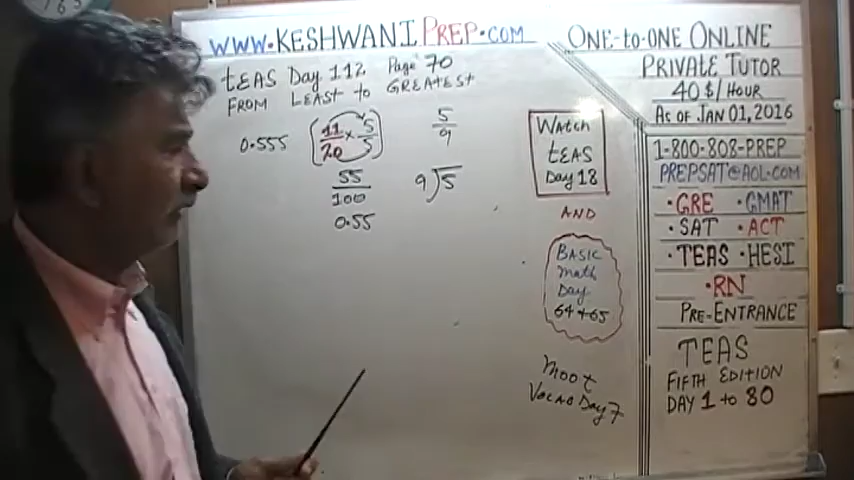 WWW.KESHWANIPREP.COM
tEAS Day 112 Page 70
FROM LEAST to GREATEST
0.555
11/20 × 5/5
5/9
55/100
9)5
0.55
Watch
tEAS
Day 18
AND
BASIC
math
Day
64+65
moot
VOCAB Day 7
ONE-to-ONE ONLINE
PRIVATE TUTOR
40$/HOUR
AS OF JAN 01, 2016
1-800-808-PREP
PREPSAT@AOL.COM
•GRE •GMAT
•SAT •ACT
•TEAS •HESI
•RN
PRE-ENTRANCE
TEAS
FIFTH EDITION
DAY 1 to 80